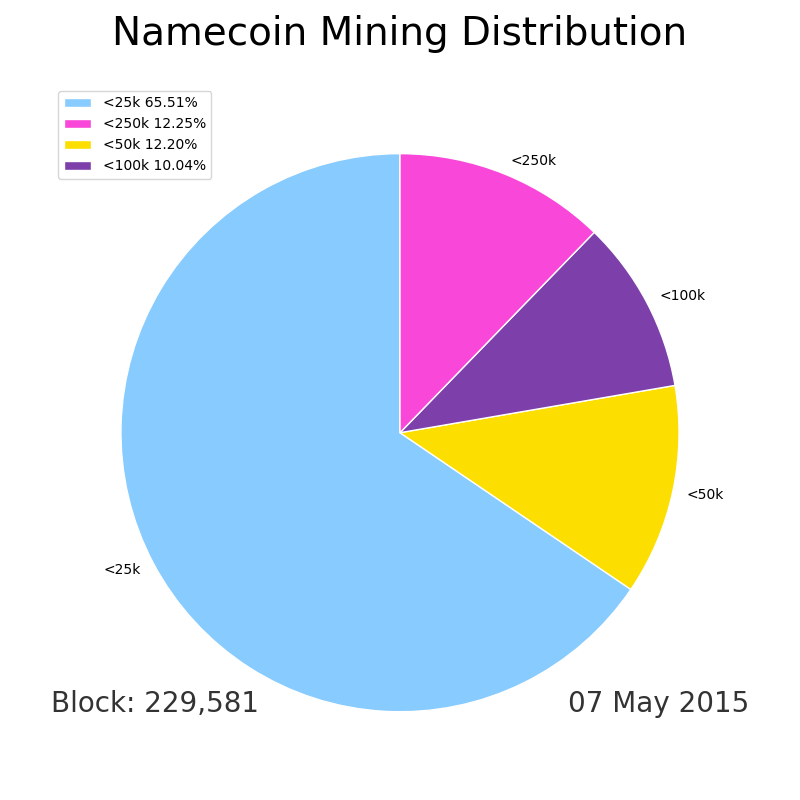 Namecoin Mining Distribution
<25k 65.51%
<250k 12.25%
<50k 12.20%
<100k 10.04%
<250k
<100k
<50k
<25k
Block: 229,581
07 May 2015